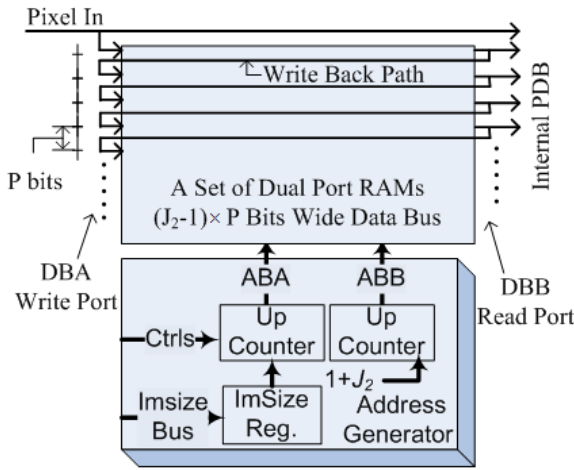 Pixel In
Write Back Path
Internal PDB
P bits
A Set of Dual Port RAMs
(J₂-1)× P Bits Wide Data Bus
DBA
Write Port
DBB
Read Port
ABA
ABB
Ctrls
Up
Counter
Up
Counter
1+J₂
Imsize
Bus
ImSize
Reg.
Address
Generator